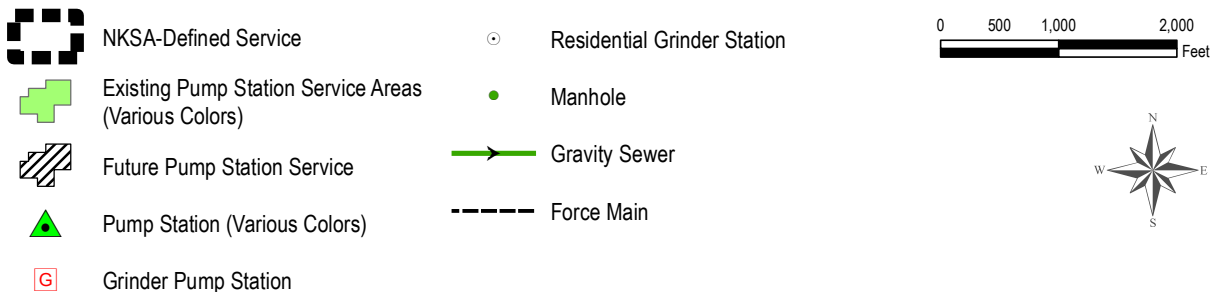 NKSA-Defined Service
Existing Pump Station Service Areas
(Various Colors)
Future Pump Station Service
Pump Station (Various Colors)
G
Grinder Pump Station
Residential Grinder Station
Manhole
Gravity Sewer
Force Main
0 500 1,000 2,000
Feet
N
W E
S